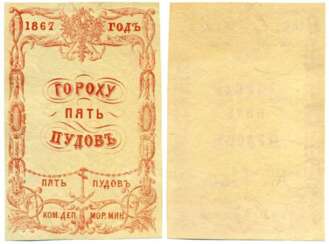 1867 ГОДЪ
ГОРОХУ
ПЯТЬ
ПУДОВЪ
ПЯТЬ ПУДОВЪ
КОМ. ДЕП. МОР. МИН.